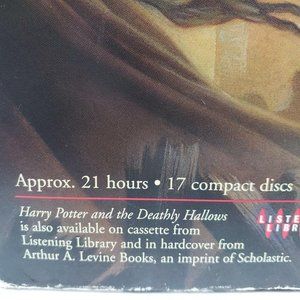 Approx. 21 hours • 17 compact discs
Harry Potter and the Deathly Hallows
is also available on cassette from
Listening Library and in hardcover from
Arthur A. Levine Books, an imprint of Scholastic.